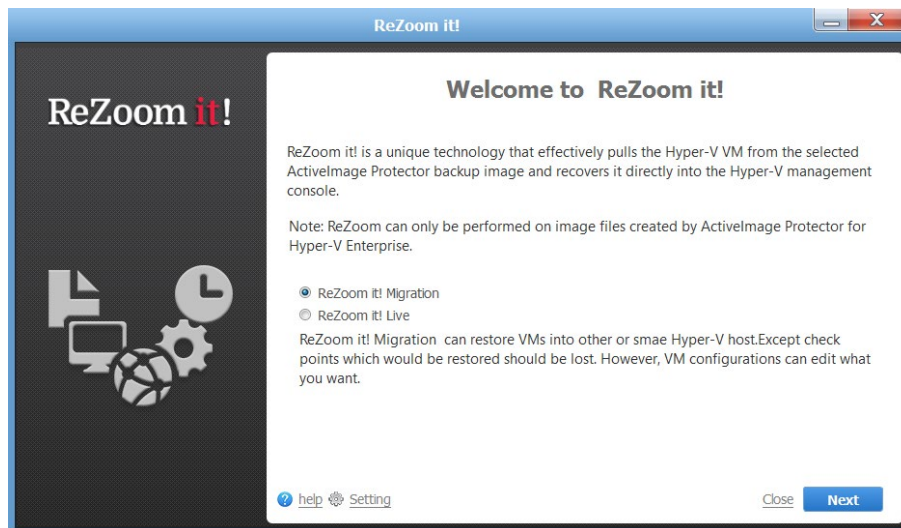 ReZoom it!
ReZoom it!
Welcome to ReZoom it!
ReZoom it! is a unique technology that effectively pulls the Hyper-V VM from the selected
ActiveImage Protector backup image and recovers it directly into the Hyper-V management
console.
Note: ReZoom can only be performed on image files created by ActiveImage Protector for
Hyper-V Enterprise.
ReZoom it! Migration
ReZoom it! Live
ReZoom it! Migration can restore VMs into other or smae Hyper-V host.Except check
points which would be restored should be lost. However, VM configurations can edit what
you want.
help Setting
Close Next